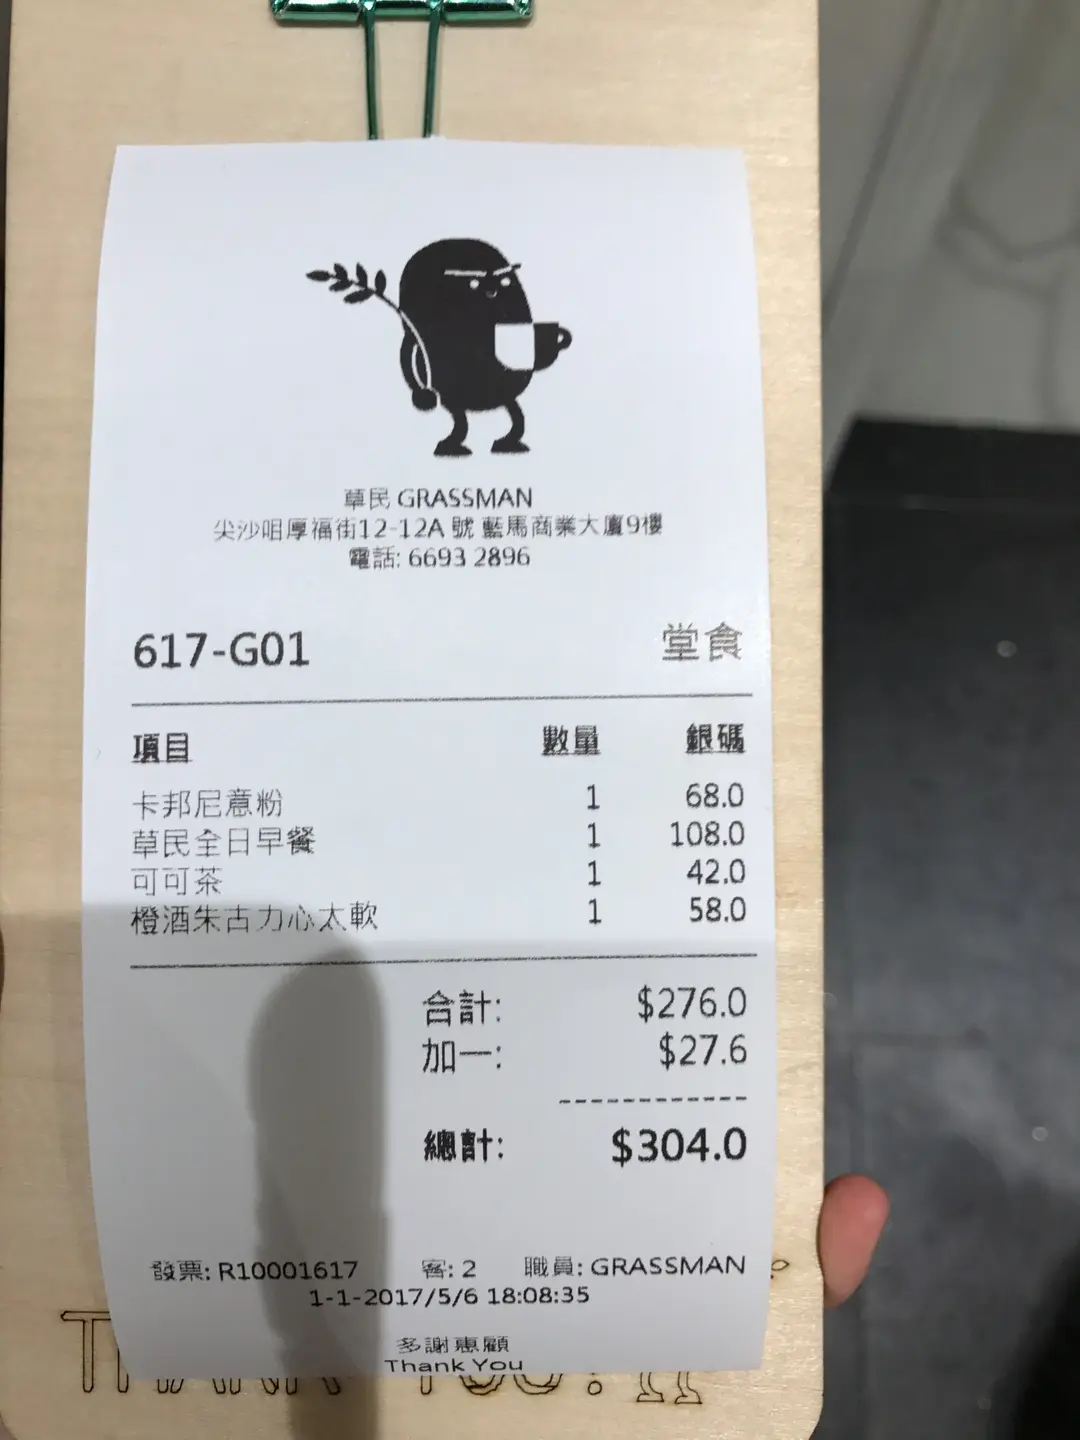 草民 GRASSMAN
尖沙咀厚福街12-12A 號 藍馬商業大廈9樓
電話: 6693 2896
617-G01 堂食
項目 數量 銀碼
卡邦尼意粉 1 68.0
草民全日早餐 1 108.0
可可茶 1 42.0
橙酒朱古力心太軟 1 58.0
合計: $276.0
加一: $27.6
------------
總計: $304.0
發票: R10001617 客: 2 職員: GRASSMAN
1-1-2017/5/6 18:08:35
多謝惠顧
Thank You
THANK YOU!